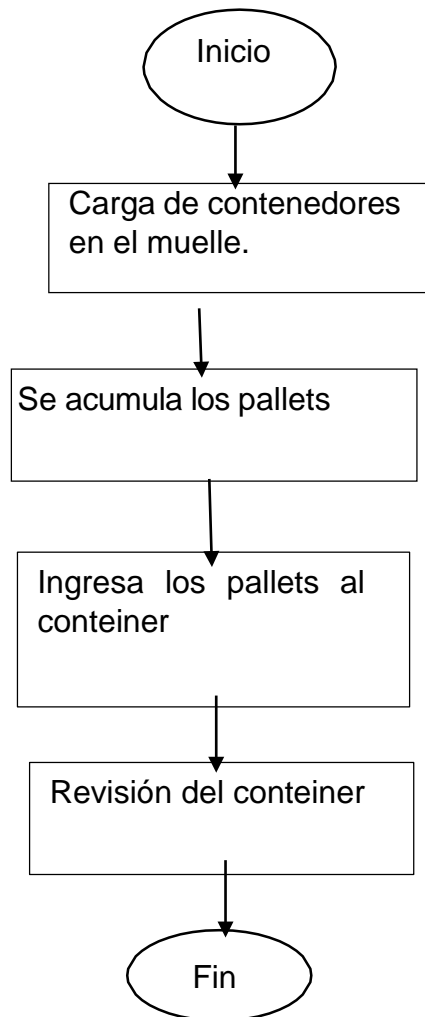 Inicio
Carga de contenedores
en el muelle.
Se acumula los pallets
Ingresa los pallets al
conteiner
Revisión del conteiner
Fin